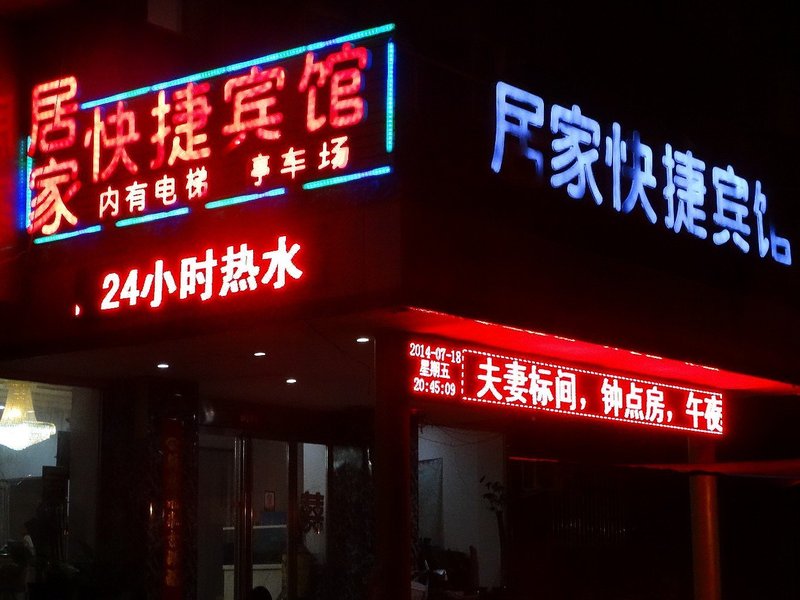 居家
快捷宾馆
内有电梯 享车场
24小时热水
居家快捷宾馆
2014-07-18
星期五
20:45:09
夫妻标间，钟点房，午夜